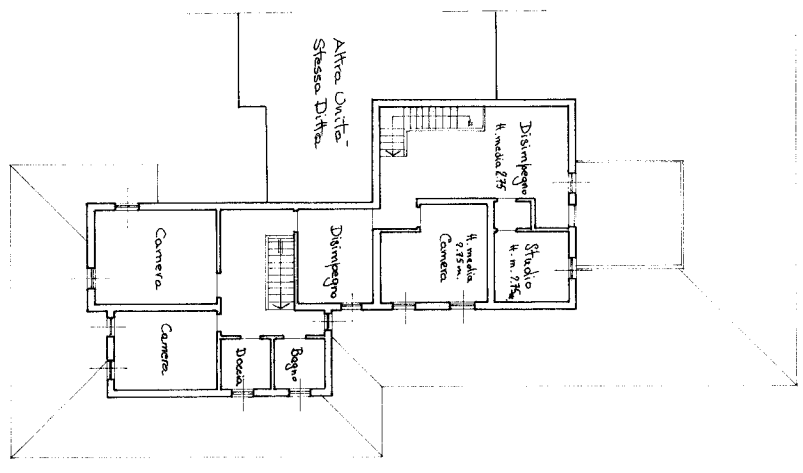 Altra Unita'
Stessa Ditta
Disimpegno
H. media 2.75
Camera
Disimpegno
H. media
2.75 m.
Camera
Studio
H. m. 2.75
Camera
Doccia
Bagno